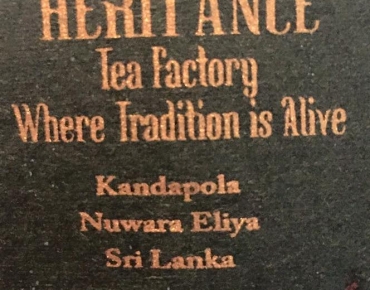 HERITANCE
Tea Factory
Where Tradition is Alive
Kandapola
Nuwara Eliya
Sri Lanka